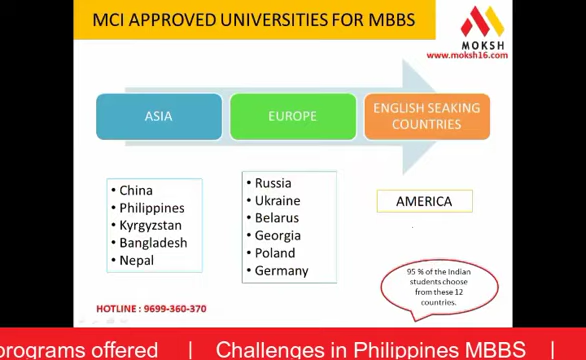 MCI APPROVED UNIVERSITIES FOR MBBS
MOKSH
www.moksh16.com
ASIA
EUROPE
ENGLISH SEAKING
COUNTRIES
• China
• Philippines
• Kyrgyzstan
• Bangladesh
• Nepal
• Russia
• Ukraine
• Belarus
• Georgia
• Poland
• Germany
AMERICA
95 % of the Indian
students choose
from these 12
countries.
HOTLINE : 9699-360-370
programs offered | Challenges in Philippines MBBS |